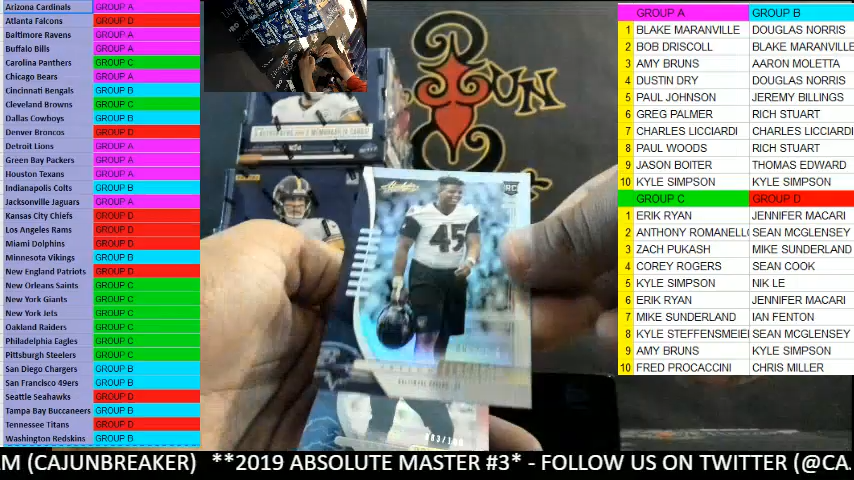 Arizona Cardinals GROUP A
Atlanta Falcons GROUP D
Baltimore Ravens GROUP A
Buffalo Bills GROUP A
Carolina Panthers GROUP C
Chicago Bears GROUP A
Cincinnati Bengals GROUP B
Cleveland Browns GROUP C
Dallas Cowboys GROUP B
Denver Broncos GROUP D
Detroit Lions GROUP A
Green Bay Packers GROUP A
Houston Texans GROUP A
Indianapolis Colts GROUP B
Jacksonville Jaguars GROUP A
Kansas City Chiefs GROUP D
Los Angeles Rams GROUP D
Miami Dolphins GROUP D
Minnesota Vikings GROUP B
New England Patriots GROUP D
New Orleans Saints GROUP C
New York Giants GROUP C
New York Jets GROUP C
Oakland Raiders GROUP C
Philadelphia Eagles GROUP C
Pittsburgh Steelers GROUP C
San Diego Chargers GROUP B
San Francisco 49ers GROUP B
Seattle Seahawks GROUP D
Tampa Bay Buccaneers GROUP B
Tennessee Titans GROUP D
Washington Redskins GROUP B
GUN
Absolute
RC
45
GROUP A GROUP B
1 BLAKE MARANVILLE DOUGLAS NORRIS
2 BOB DRISCOLL BLAKE MARANVILLE
3 AMY BRUNS AARON MOLETTA
4 DUSTIN DRY DOUGLAS NORRIS
5 PAUL JOHNSON JEREMY BILLINGS
6 GREG PALMER RICH STUART
7 CHARLES LICCIARDI CHARLES LICCIARDI
8 PAUL WOODS RICH STUART
9 JASON BOITER THOMAS EDWARD
10 KYLE SIMPSON KYLE SIMPSON
GROUP C GROUP D
1 ERIK RYAN JENNIFER MACARI
2 ANTHONY ROMANELLO SEAN MCGLENSEY
3 ZACH PUKASH MIKE SUNDERLAND
4 COREY ROGERS SEAN COOK
5 KYLE SIMPSON NIK LE
6 ERIK RYAN JENNIFER MACARI
7 MIKE SUNDERLAND IAN FENTON
8 KYLE STEFFENSMEIE SEAN MCGLENSEY
9 AMY BRUNS KYLE SIMPSON
10 FRED PROCACCINI CHRIS MILLER
AM (CAJUNBREAKER) **2019 ABSOLUTE MASTER #3* - FOLLOW US ON TWITTER (@CA.